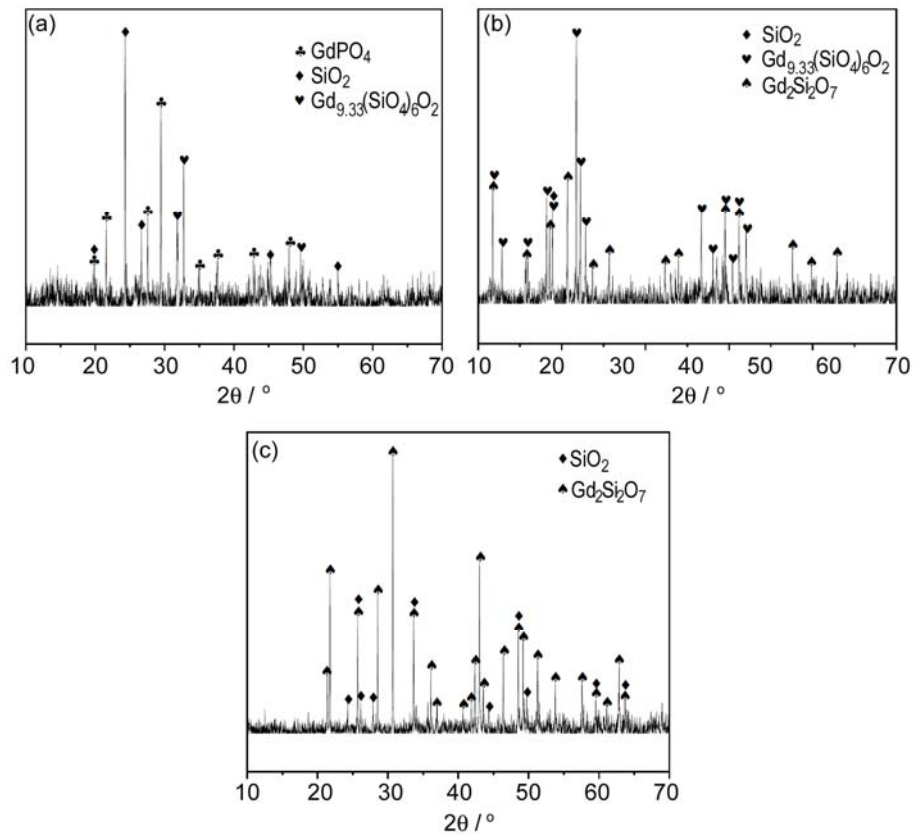 (a)
♣ GdPO₄
♦ SiO₂
♥ Gd₉.₃₃(SiO₄)₆O₂
10 20 30 40 50 60 70
2θ / °
(b)
♦ SiO₂
♥ Gd₉.₃₃(SiO₄)₆O₂
♠ Gd₂Si₂O₇
10 20 30 40 50 60 70
2θ / °
(c)
♦ SiO₂
♠ Gd₂Si₂O₇
10 20 30 40 50 60 70
2θ / °